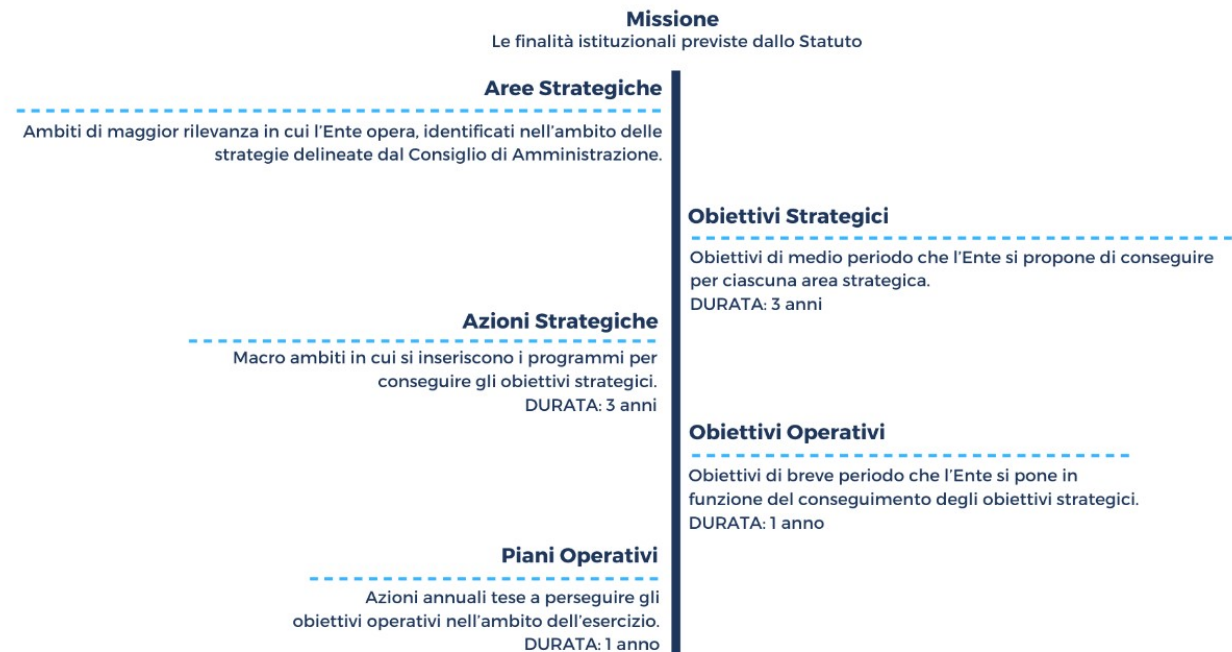 Missione
Le finalità istituzionali previste dallo Statuto
Aree Strategiche
Ambiti di maggior rilevanza in cui l'Ente opera, identificati nell'ambito delle
strategie delineate dal Consiglio di Amministrazione.
Obiettivi Strategici
Obiettivi di medio periodo che l'Ente si propone di conseguire
per ciascuna area strategica.
DURATA: 3 anni
Azioni Strategiche
Macro ambiti in cui si inseriscono i programmi per
conseguire gli obiettivi strategici.
DURATA: 3 anni
Obiettivi Operativi
Obiettivi di breve periodo che l'Ente si pone in
funzione del conseguimento degli obiettivi strategici.
DURATA: 1 anno
Piani Operativi
Azioni annuali tese a perseguire gli
obiettivi operativi nell'ambito dell'esercizio.
DURATA: 1 anno